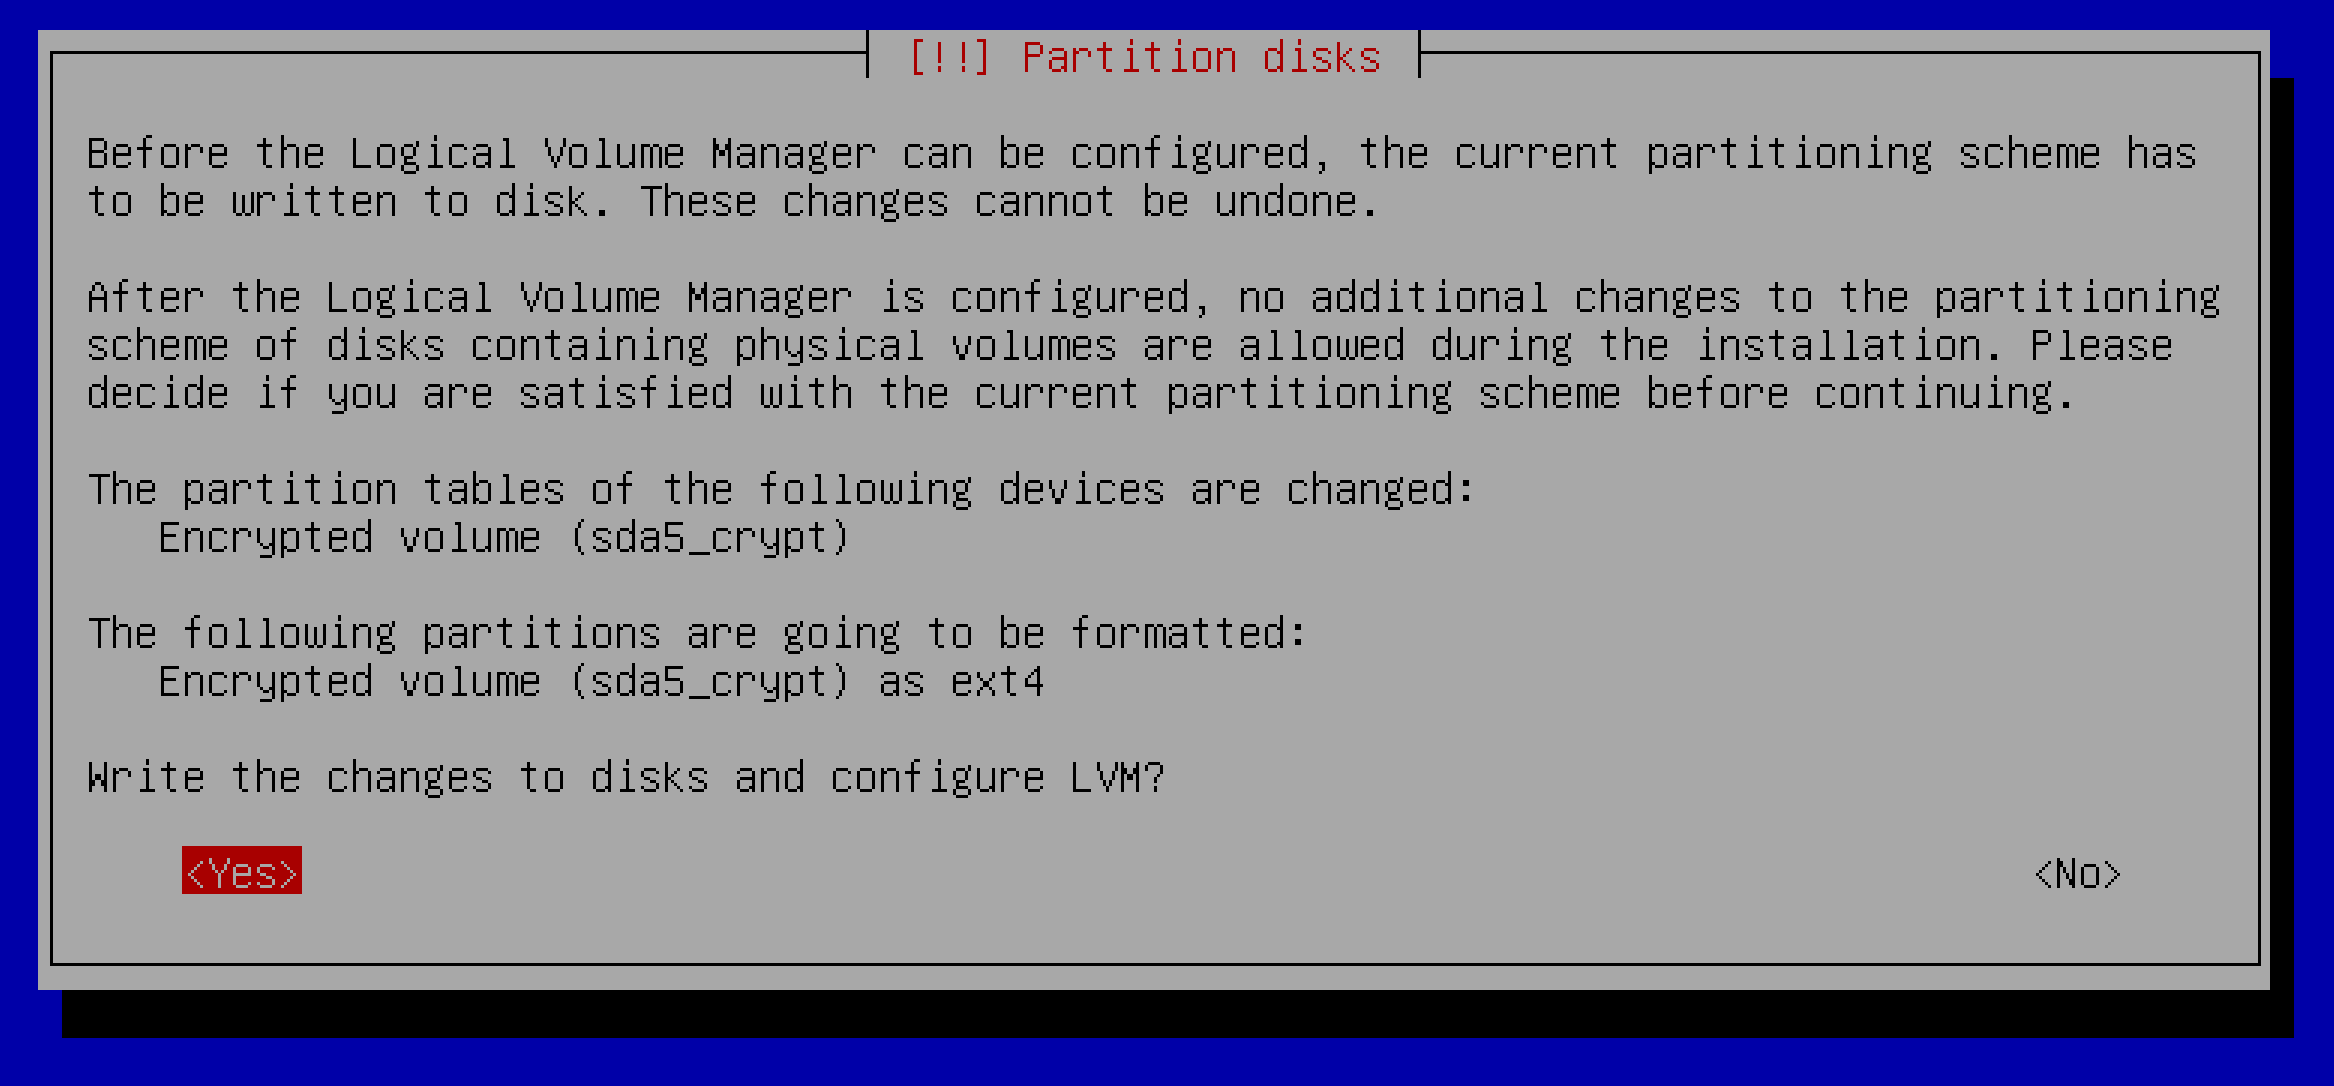 [!!] Partition disks
Before the Logical Volume Manager can be configured, the current partitioning scheme has
to be written to disk. These changes cannot be undone.
After the Logical Volume Manager is configured, no additional changes to the partitioning
scheme of disks containing physical volumes are allowed during the installation. Please
decide if you are satisfied with the current partitioning scheme before continuing.
The partition tables of the following devices are changed:
Encrypted volume (sda5_crypt)
The following partitions are going to be formatted:
Encrypted volume (sda5_crypt) as ext4
Write the changes to disks and configure LVM?
<Yes> <No>